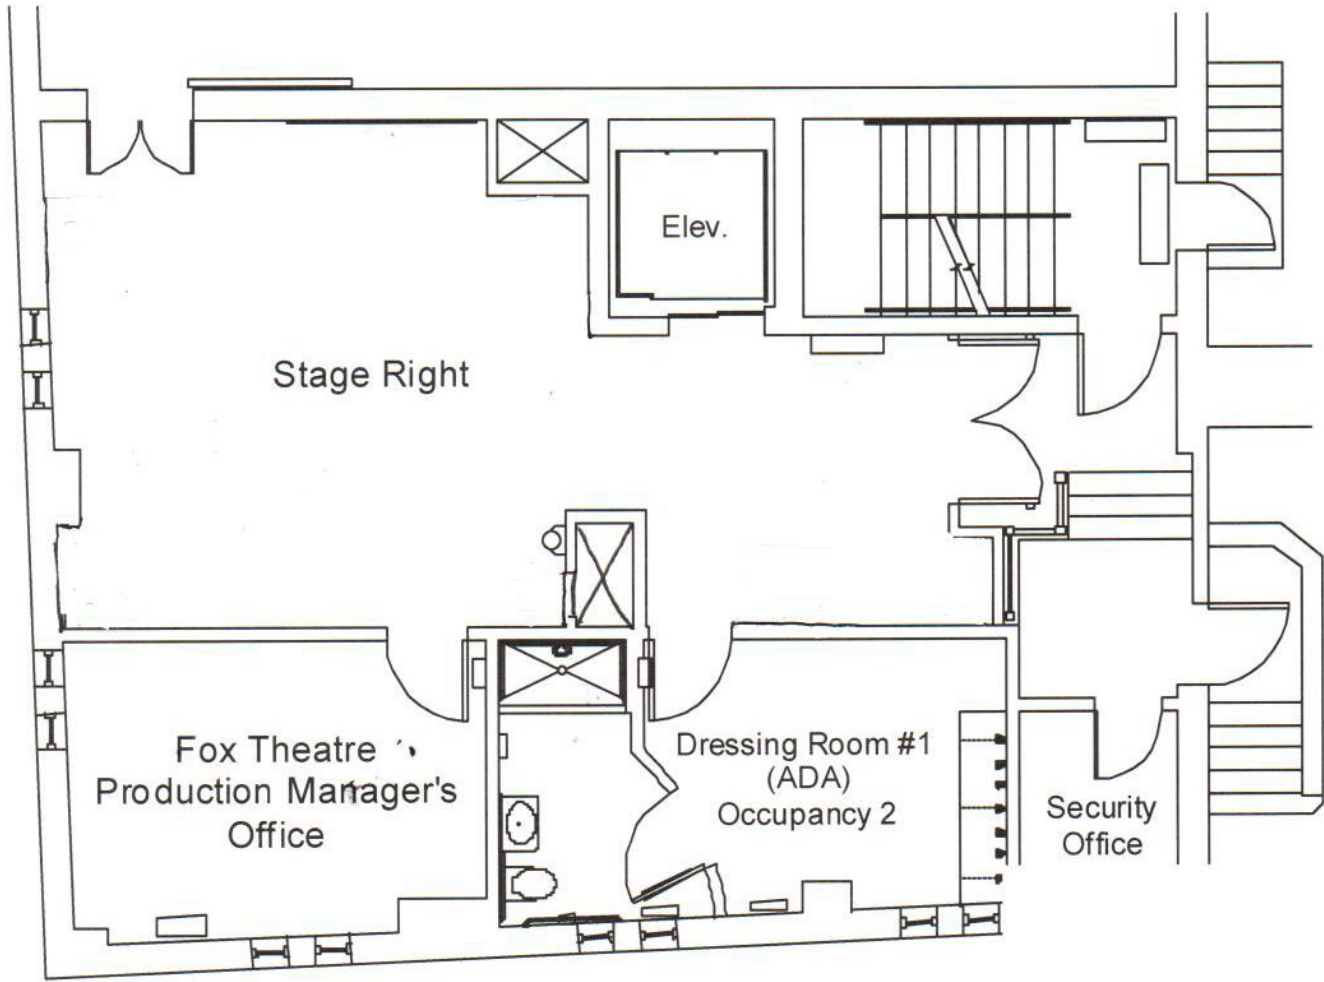 Elev.
Stage Right
Fox Theatre
Production Manager's
Office
Dressing Room #1
(ADA)
Occupancy 2
Security
Office